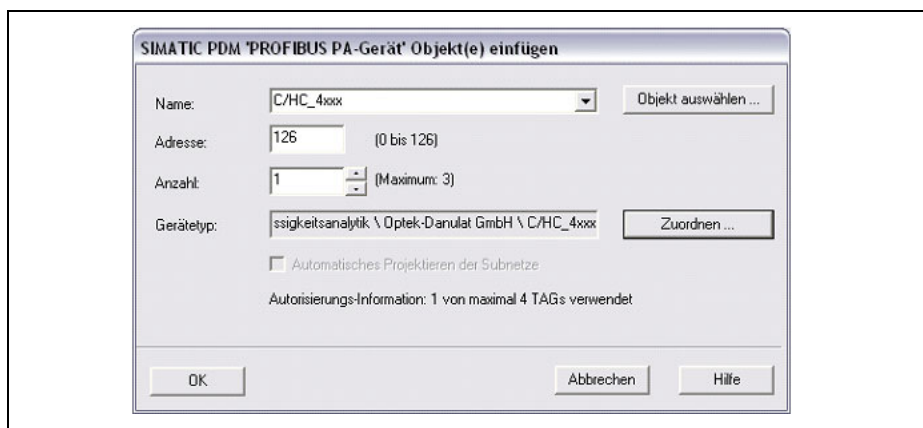 SIMATIC PDM 'PROFIBUS PA-Gerät' Objekt(e) einfügen
Name: C/HC_4xxx Objekt auswählen ...
Adresse: 126 (0 bis 126)
Anzahl: 1 (Maximum: 3)
Gerätetyp: ssigkeitsanalytik \ Optek-Danulat GmbH \ C/HC_4xxx Zuordnen ...
Automatisches Projektieren der Subnetze
Autorisierungs-Information: 1 von maximal 4 TAGs verwendet
OK Abbrechen Hilfe